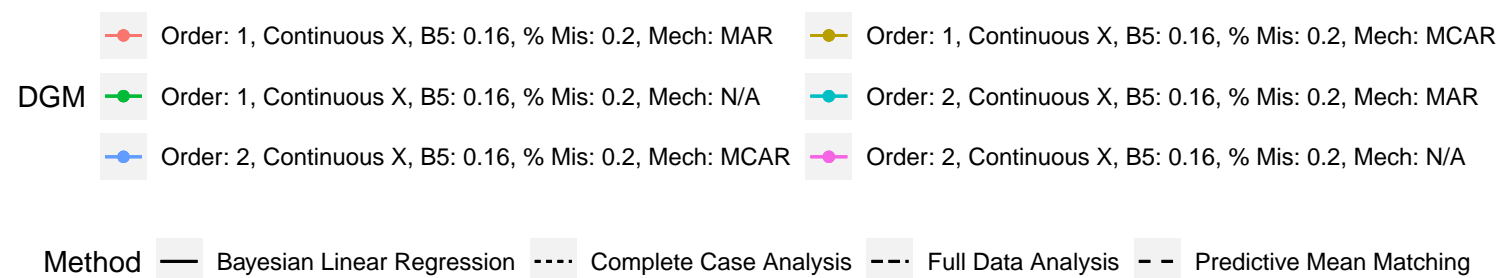 Order: 1, Continuous X, B5: 0.16, % Mis: 0.2, Mech: MAR Order: 1, Continuous X, B5: 0.16, % Mis: 0.2, Mech: MCAR
DGM Order: 1, Continuous X, B5: 0.16, % Mis: 0.2, Mech: N/A Order: 2, Continuous X, B5: 0.16, % Mis: 0.2, Mech: MAR
Order: 2, Continuous X, B5: 0.16, % Mis: 0.2, Mech: MCAR Order: 2, Continuous X, B5: 0.16, % Mis: 0.2, Mech: N/A
Method Bayesian Linear Regression Complete Case Analysis Full Data Analysis Predictive Mean Matching